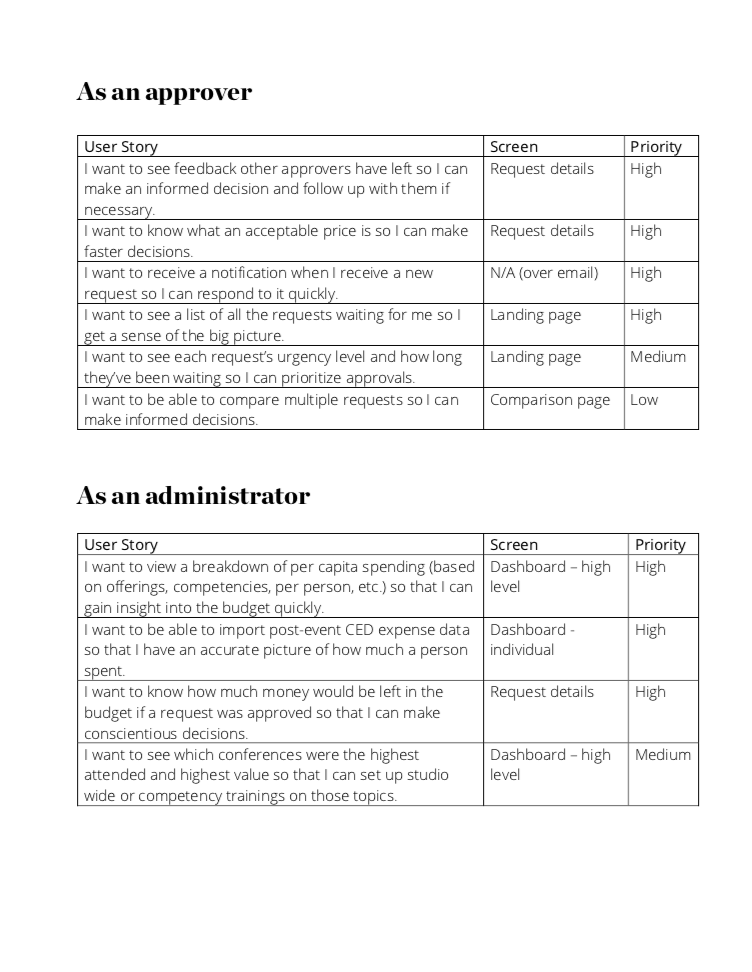 As an approver
User Story Screen Priority
I want to see feedback other approvers have left so I can Request details High
make an informed decision and follow up with them if
necessary.
I want to know what an acceptable price is so I can make Request details High
faster decisions.
I want to receive a notification when I receive a new N/A (over email) High
request so I can respond to it quickly.
I want to see a list of all the requests waiting for me so I Landing page High
get a sense of the big picture.
I want to see each request’s urgency level and how long Landing page Medium
they’ve been waiting so I can prioritize approvals.
I want to be able to compare multiple requests so I can Comparison page Low
make informed decisions.
As an administrator
User Story Screen Priority
I want to view a breakdown of per capita spending (based Dashboard – high High
on offerings, competencies, per person, etc.) so that I can level
gain insight into the budget quickly.
I want to be able to import post-event CED expense data Dashboard - High
so that I have an accurate picture of how much a person individual
spent.
I want to know how much money would be left in the Request details High
budget if a request was approved so that I can make
conscientious decisions.
I want to see which conferences were the highest Dashboard – high Medium
attended and highest value so that I can set up studio level
wide or competency trainings on those topics.